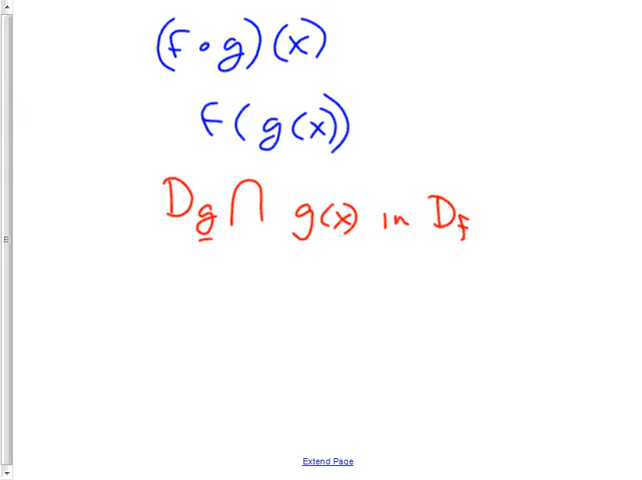 (f ∘ g)(x)
f(g(x))
Dg ∩ g(x) in Df
Extend Page